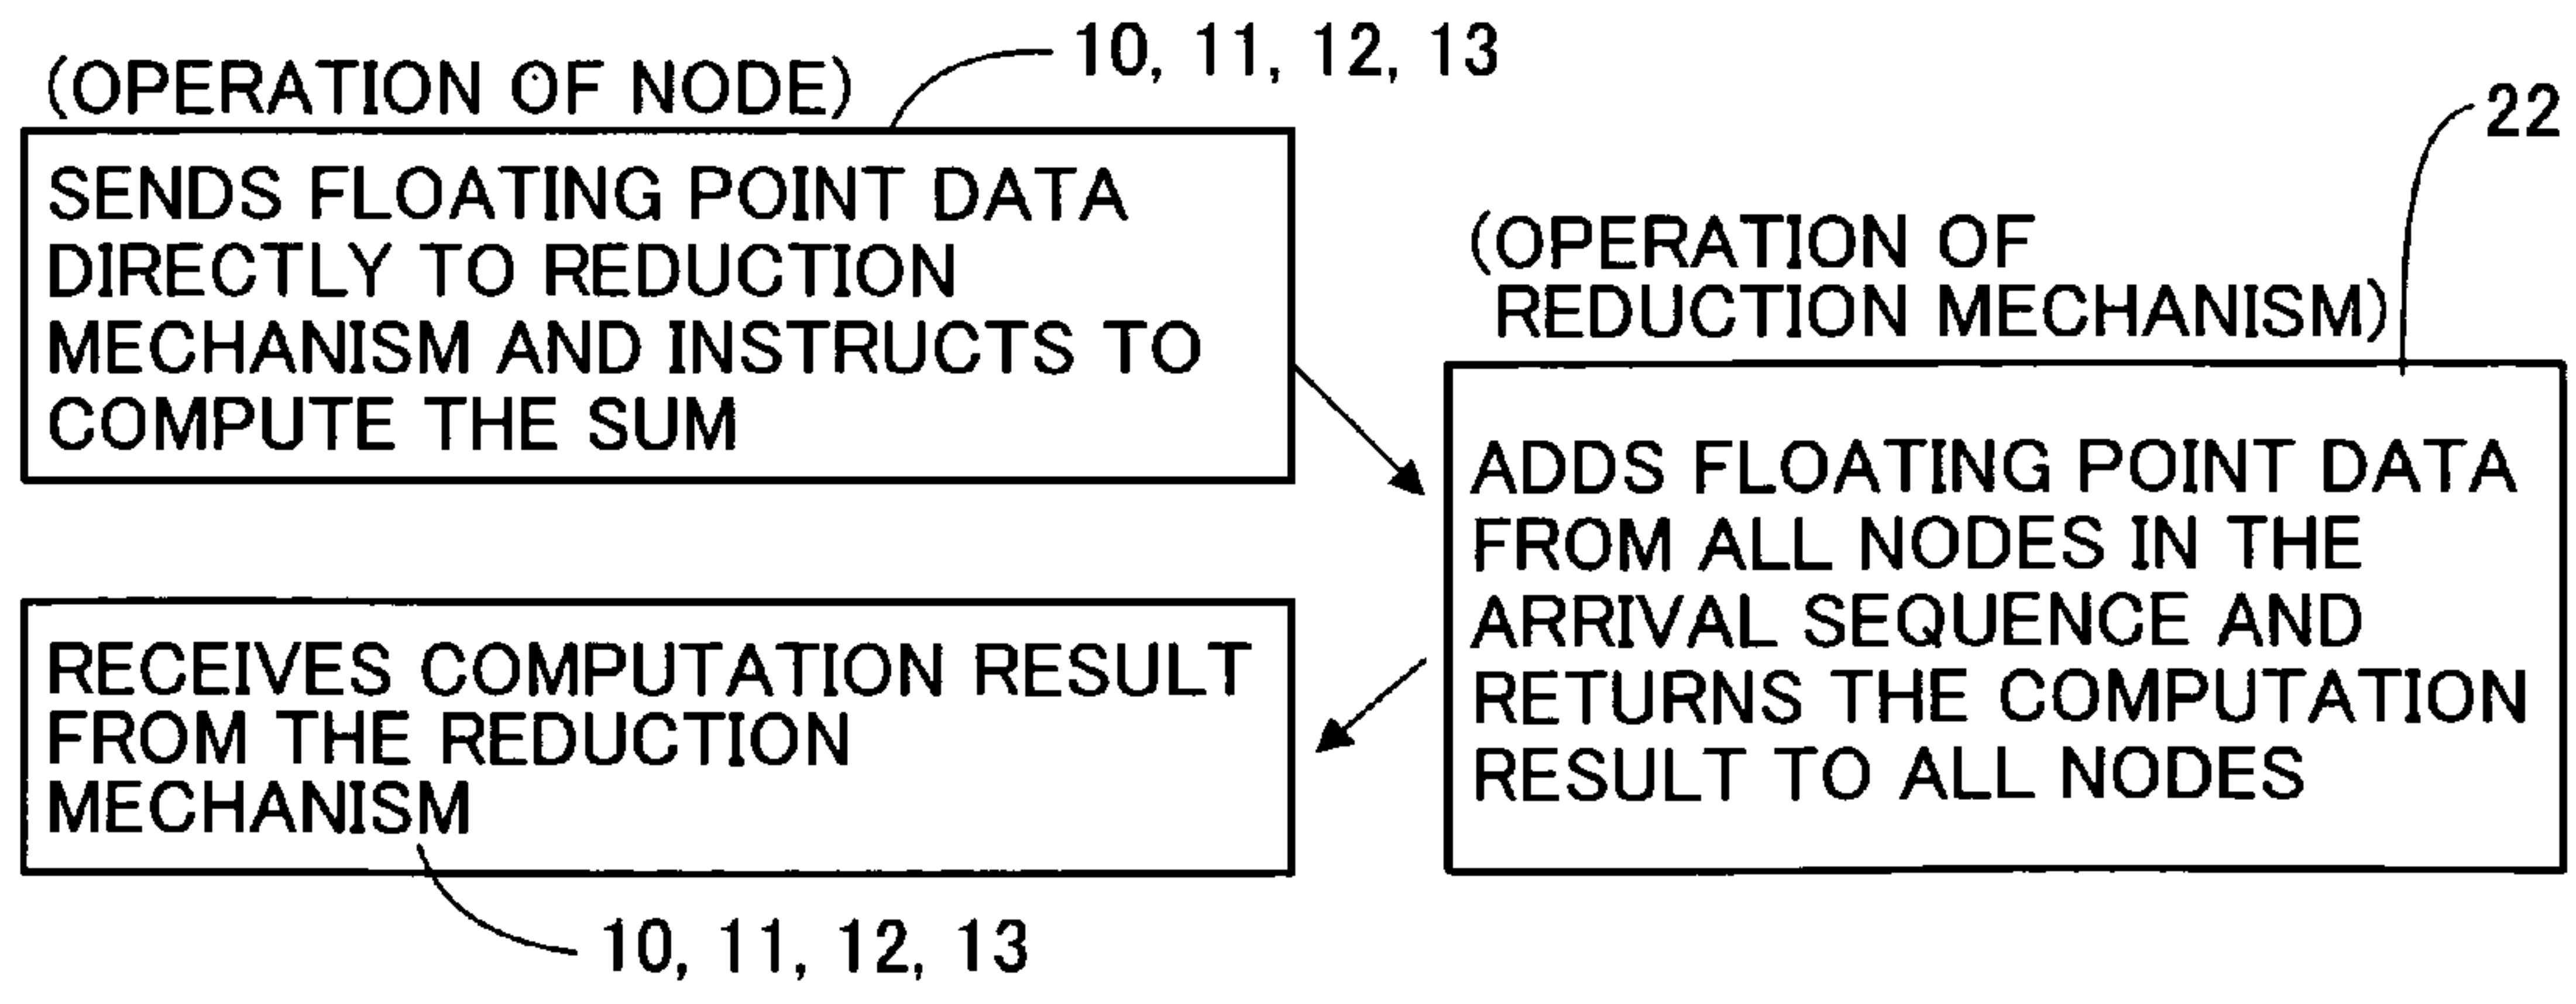 10, 11, 12, 13
(OPERATION OF NODE)
SENDS FLOATING POINT DATA
DIRECTLY TO REDUCTION
MECHANISM AND INSTRUCTS TO
COMPUTE THE SUM
22
(OPERATION OF
REDUCTION MECHANISM)
ADDS FLOATING POINT DATA
FROM ALL NODES IN THE
ARRIVAL SEQUENCE AND
RETURNS THE COMPUTATION
RESULT TO ALL NODES
RECEIVES COMPUTATION RESULT
FROM THE REDUCTION
MECHANISM
10, 11, 12, 13